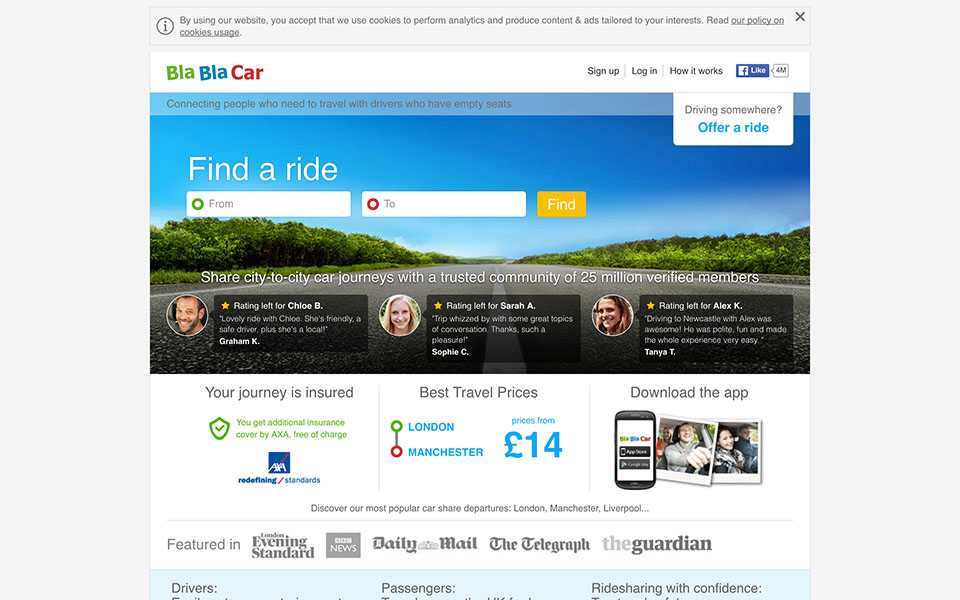 By using our website, you accept that we use cookies to perform analytics and produce content & ads tailored to your interests. Read our policy on
cookies usage.
Bla Bla Car
Sign up
Log in
How it works
Like
4M
Connecting people who need to travel with drivers who have empty seats
Driving somewhere?
Offer a ride
Find a ride
From
To
Find
Share city-to-city car journeys with a trusted community of 25 million verified members
Rating left for Chloe B.
"Lovely ride with Chloe. She's friendly, a
safe driver, plus she's a local!"
Graham K.
Rating left for Sarah A.
"Trip whizzed by with some great topics
of conversation. Thanks, such a
pleasure!"
Sophie C.
Rating left for Alex K.
"Driving to Newcastle with Alex was
awesome! He was polite, fun and made
the whole experience very easy. "
Tanya T.
Your journey is insured
You get additional insurance
cover by AXA, free of charge
AXA
redefining / standards
Best Travel Prices
LONDON
MANCHESTER
prices from
£14
Download the app
Bla Bla Car
App Store
Google play
Discover our most popular car share departures: London, Manchester, Liverpool...
Featured in
London
Evening
Standard
BBC
NEWS
Daily Mail
The Telegraph
theguardian
Drivers:
Passengers:
Ridesharing with confidence: